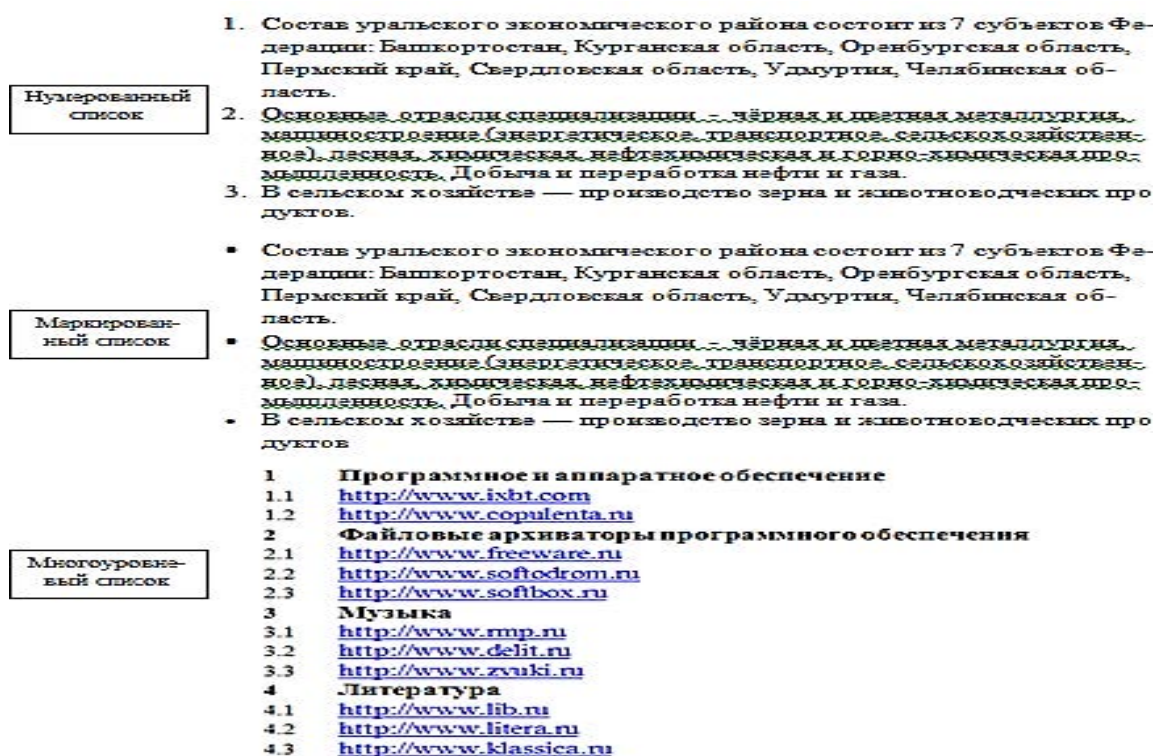 1. Состав уральского экономического района состоит из 7 субъектов Фе-
дерации: Башкортостан, Курганская область, Оренбургская область,
Пермский край, Свердловская область, Удмуртия, Челябинская об-
ласть.
Нумерованный
список
2. Основные отрасли специализации - чёрная и цветная металлургия,
машиностроение (энергетическое, транспортное, сельскохозяйствен-
ное), лесная, химическая, нефтехимическая и горно-химическая про-
мышленность. Добыча и переработка нефти и газа.
3. В сельском хозяйстве — производство зерна и животноводческих про
дуктов.
• Состав уральского экономического района состоит из 7 субъектов Фе-
дерации: Башкортостан, Курганская область, Оренбургская область,
Пермский край, Свердловская область, Удмуртия, Челябинская об-
ласть.
Маркирован-
ный список
• Основные отрасли специализации - чёрная и цветная металлургия,
машиностроение (энергетическое, транспортное, сельскохозяйствен-
ное), лесная, химическая, нефтехимическая и горно-химическая про-
мышленность. Добыча и переработка нефти и газа.
• В сельском хозяйстве — производство зерна и животноводческих про
дуктов
1 Программное и аппаратное обеспечение
1.1 http://www.ixbt.com
1.2 http://www.copulenta.ru
2 Файловые архиваторы программного обеспечения
2.1 http://www.freeware.ru
2.2 http://www.softodrom.ru
2.3 http://www.softbox.ru
Многоуровне-
вый список
3 Музыка
3.1 http://www.rmp.ru
3.2 http://www.delit.ru
3.3 http://www.zvuki.ru
4 Литература
4.1 http://www.lib.ru
4.2 http://www.litera.ru
4.3 http://www.klassica.ru